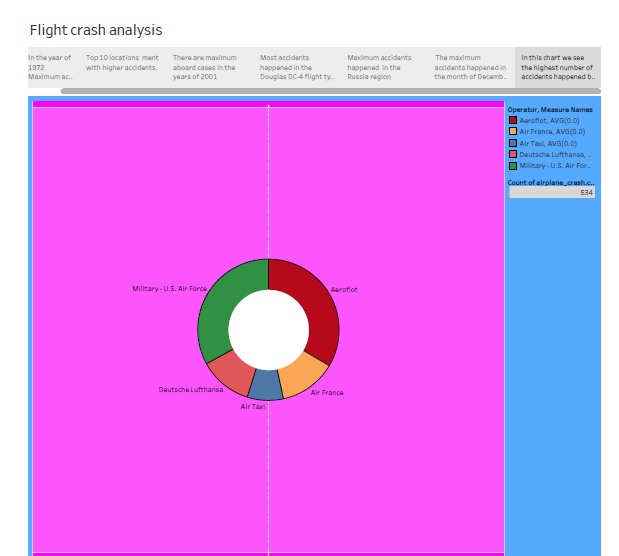 Flight crash analysis
In the year of
1972
Maximum ac..
Top 10 locations ment
with higher accidents.
There are maximum
aboard cases in the
years of 2001
Most accidents
happened in the
Douglas DC-4 flight ty..
Maximum accidents
happened in the
Russia region
The maximum
accidents happened in
the month of Decemb..
In this chart we see
the highest number of
accidents happened b..
Operator, Measure Names
Aeroflot, AVG(0.0)
Air France, AVG(0.0)
Air Taxi, AVG(0.0)
Deutsche Lufthansa, ..
Military - U.S. Air For..
Count of airplane_crash.c..
534
Military - U.S. Air Force
Aeroflot
Deutsche Lufthansa
Air France
Air Taxi